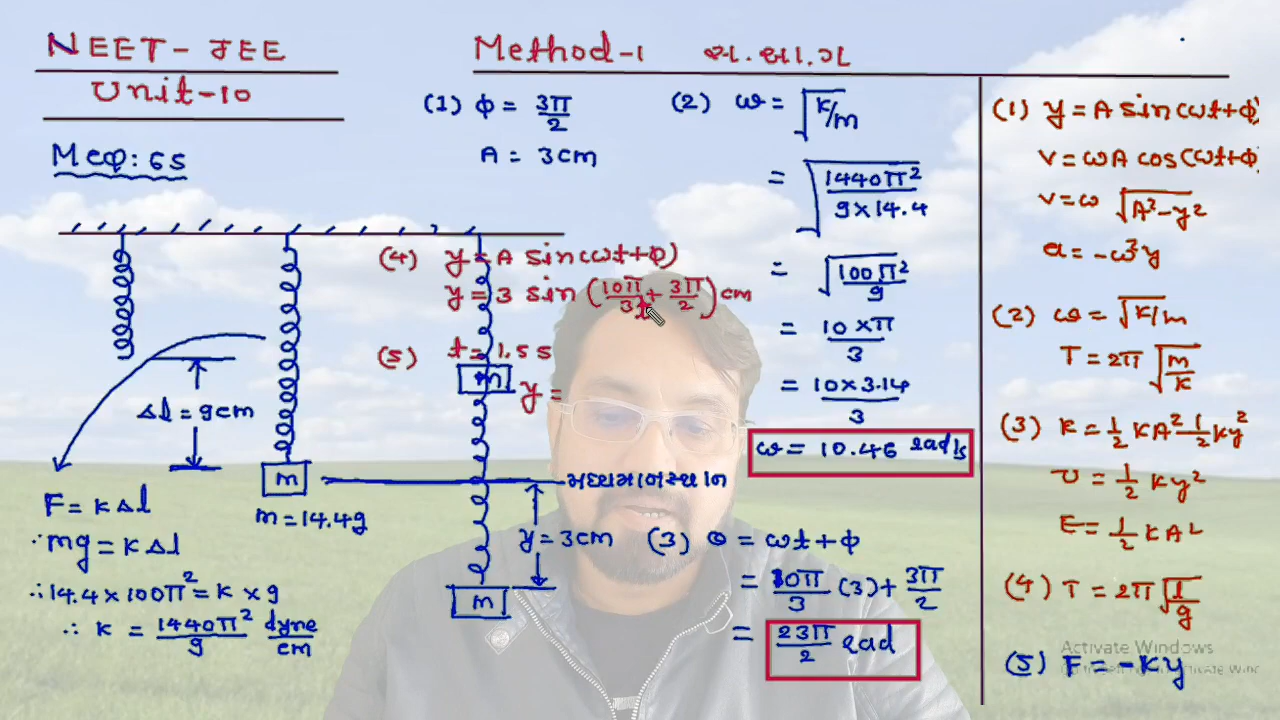 NEET-JEE
Unit-10
Mcq: 65
Δl = 9cm
m
m = 14.4g
F = KΔl
∴ mg = KΔl
∴ 14.4 × 100π² = K × 9
∴ K = 1440π²/9 dyne/cm
Method-1
સ.આ.ગ
(1) φ = 3π/2
A = 3cm
(2) ω = √K/m
= √1440π²/9×14.4
= √100π²/9
= 10×π/3
= 10×3.14/3
ω = 10.46 rad/s
(4) y = A sin(ωt+φ)
y = 3 sin (10π/3 t + 3π/2) cm
(5) t = 1.5 s
m
y =
મધ્યમાનસ્થાન
y = 3cm
m
(3) θ = ωt + φ
= 10π/3 (3) + 3π/2
= 23π/2 rad
(1) y = A sin(ωt+φ)
v = ωA cos(ωt+φ)
v = ω √A²-y²
a = -ω²y
(2) ω = √K/m
T = 2π √m/K
(3) K = 1/2 KA² - 1/2 Ky²
U = 1/2 Ky²
E = 1/2 KA²
(4) T = 2π √l/g
(5) F = -Ky
Activate Windows